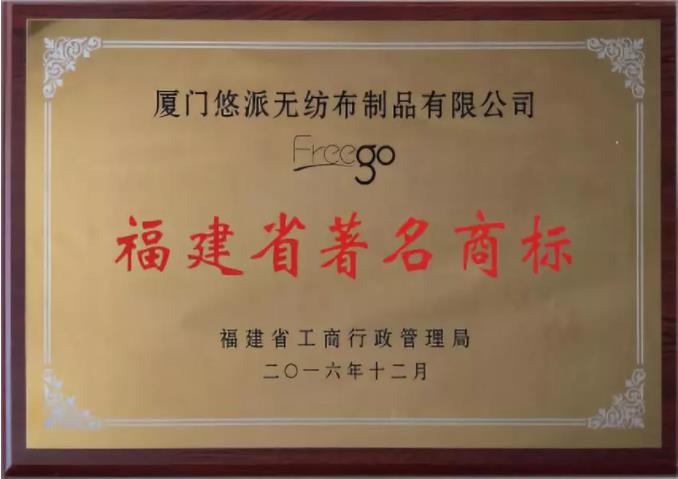 厦门悠派无纺布制品有限公司
Freego
福建省著名商标
福建省工商行政管理局
二〇一六年十二月